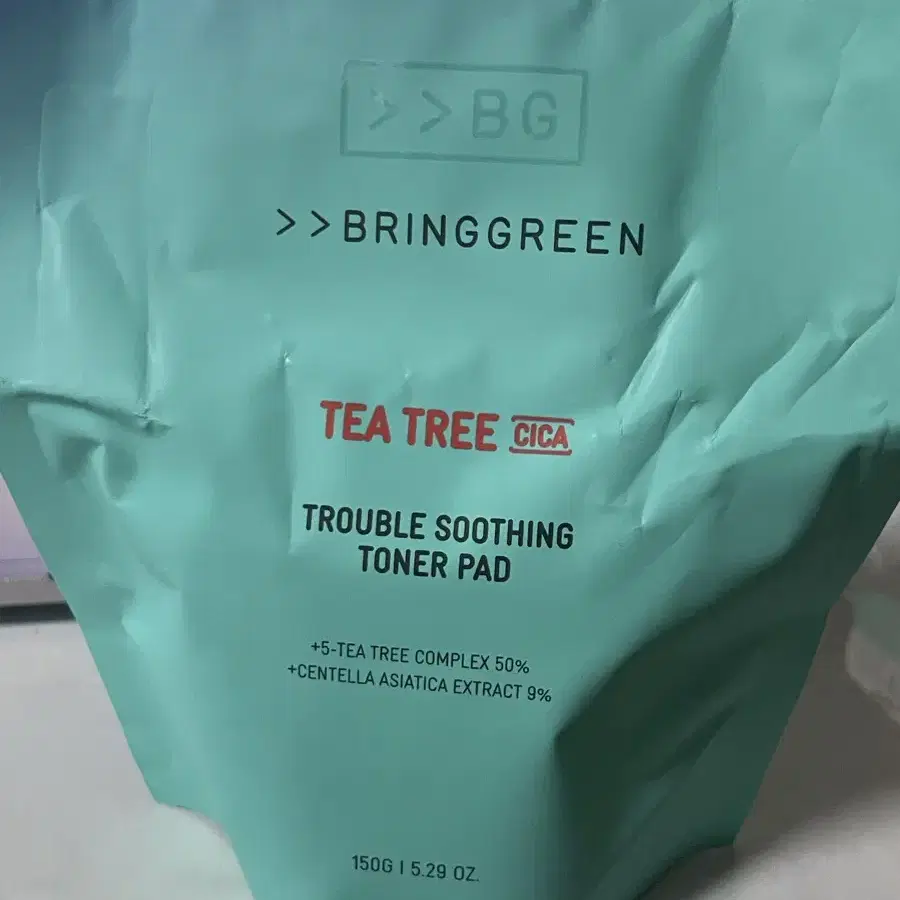 >>BG
>>BRINGGREEN
TEA TREE CICA
TROUBLE SOOTHING
TONER PAD
+5-TEA TREE COMPLEX 50%
+CENTELLA ASIATICA EXTRACT 9%
150G | 5.29 OZ.